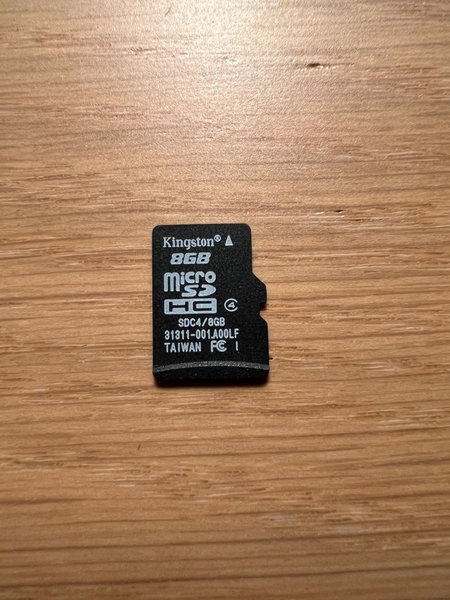 Kingston® ▲
8GB
micro
SD
HC ④
SDC4/8GB
31311-001.A00LF
TAIWAN FC I